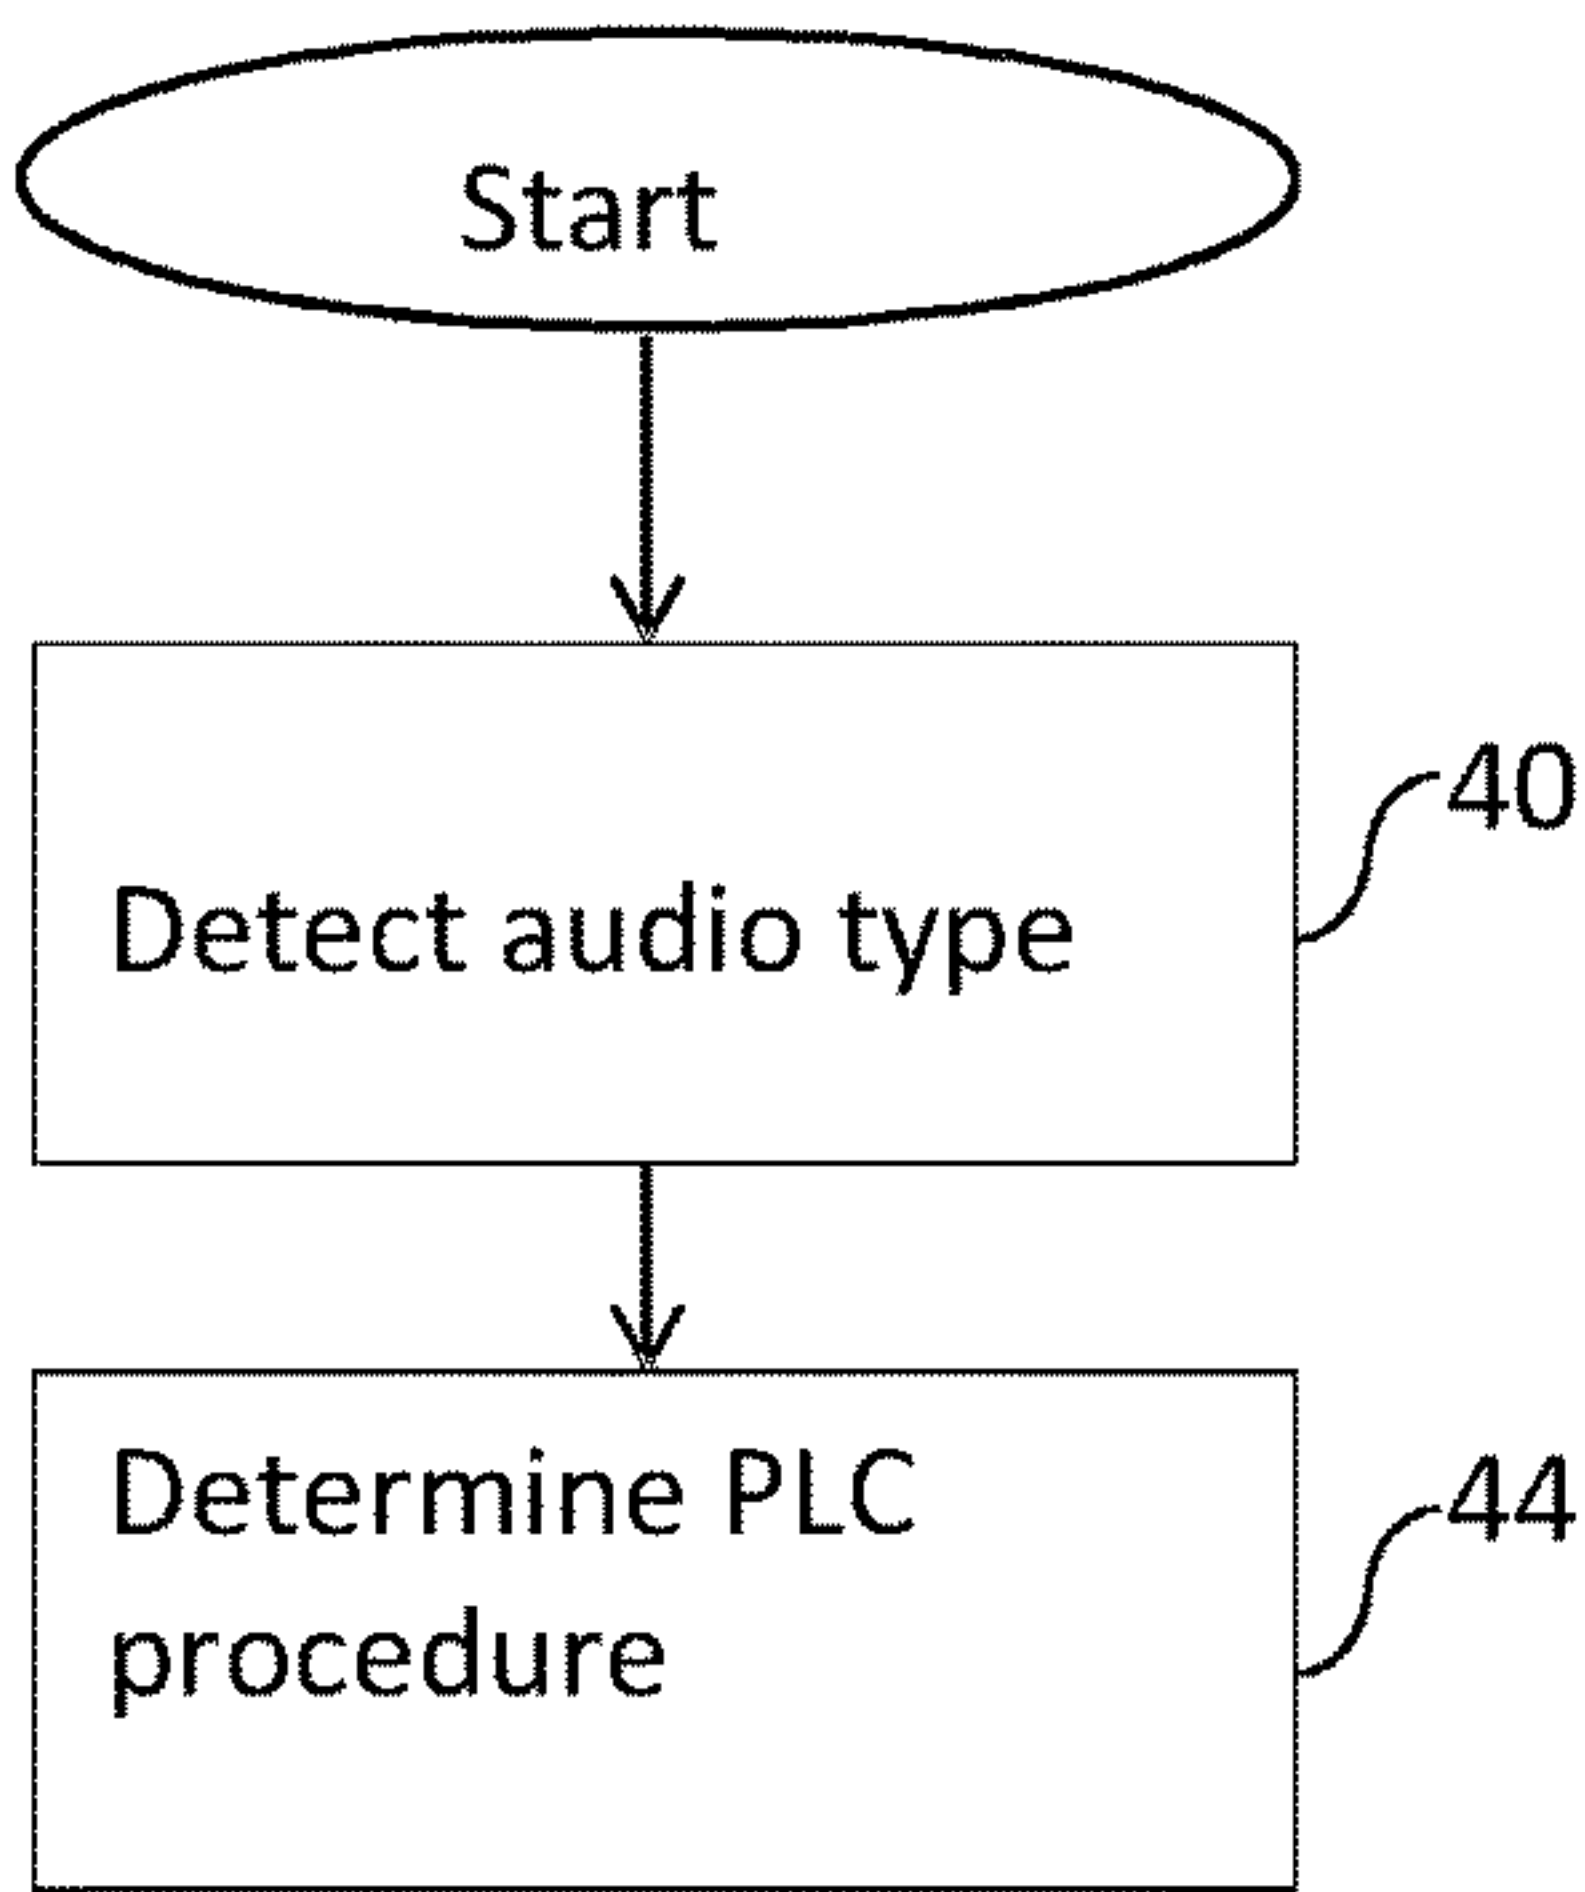 Start
40
Detect audio type
Determine PLC
44
procedure